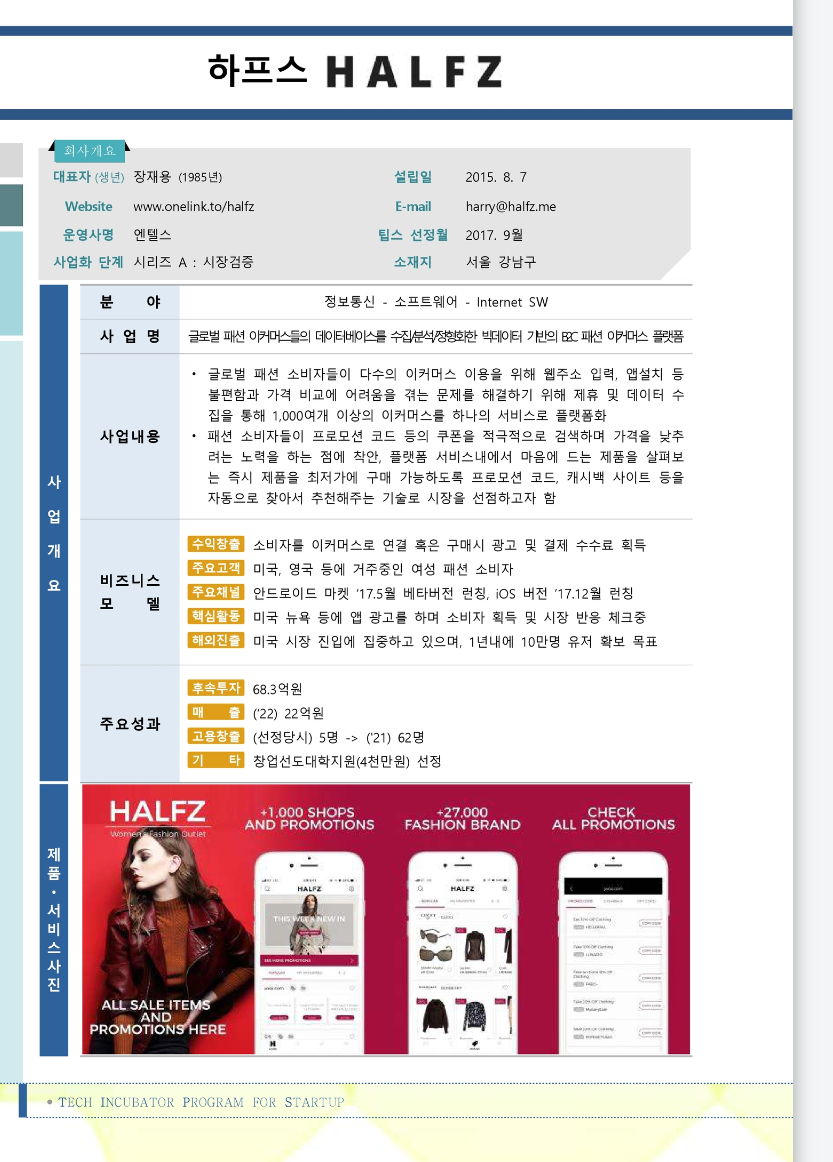 하프스 HALFZ
회사개요
대표자 (생년) 장재용 (1985년) 설립일 2015. 8. 7
Website www.onelink.to/halfz E-mail harry@halfz.me
운영사명 엔텔스 팁스 선정월 2017. 9월
사업화 단계 시리즈 A : 시장검증 소재지 서울 강남구
사업개요
분 야 정보통신 - 소프트웨어 - Internet SW
사 업 명 글로벌 패션 이커머스들의 데이터베이스를 수집/분석/정형화한 빅데이터 기반의 B2C 패션 이커머스 플랫폼
사업내용
• 글로벌 패션 소비자들이 다수의 이커머스 이용을 위해 웹주소 입력, 앱설치 등
불편함과 가격 비교에 어려움을 겪는 문제를 해결하기 위해 제휴 및 데이터 수
집을 통해 1,000여개 이상의 이커머스를 하나의 서비스로 플랫폼화
• 패션 소비자들이 프로모션 코드 등의 쿠폰을 적극적으로 검색하며 가격을 낮추
려는 노력을 하는 점에 착안, 플랫폼 서비스내에서 마음에 드는 제품을 살펴보
는 즉시 제품을 최저가에 구매 가능하도록 프로모션 코드, 캐시백 사이트 등을
자동으로 찾아서 추천해주는 기술로 시장을 선점하고자 함
비즈니스
모 델
수익창출 소비자를 이커머스로 연결 혹은 구매시 광고 및 결제 수수료 획득
주요고객 미국, 영국 등에 거주중인 여성 패션 소비자
주요채널 안드로이드 마켓 '17.5월 베타버전 런칭, iOS 버전 '17.12월 런칭
핵심활동 미국 뉴욕 등에 앱 광고를 하며 소비자 획득 및 시장 반응 체크중
해외진출 미국 시장 진입에 집중하고 있으며, 1년내에 10만명 유저 확보 목표
주요성과
후속투자 68.3억원
매 출 ('22) 22억원
고용창출 (선정당시) 5명 -> ('21) 62명
기 타 창업선도대학지원(4천만원) 선정
제품・서비스사진
HALFZ
Women's Fashion Outlet
ALL SALE ITEMS
AND
PROMOTIONS HERE
+1,000 SHOPS
AND PROMOTIONS
HALFZ
THIS WEEK NEW IN
SEE MORE PROMOTIONS
+27,000
FASHION BRAND
HALFZ
CHECK
ALL PROMOTIONS
• TECH INCUBATOR PROGRAM FOR STARTUP